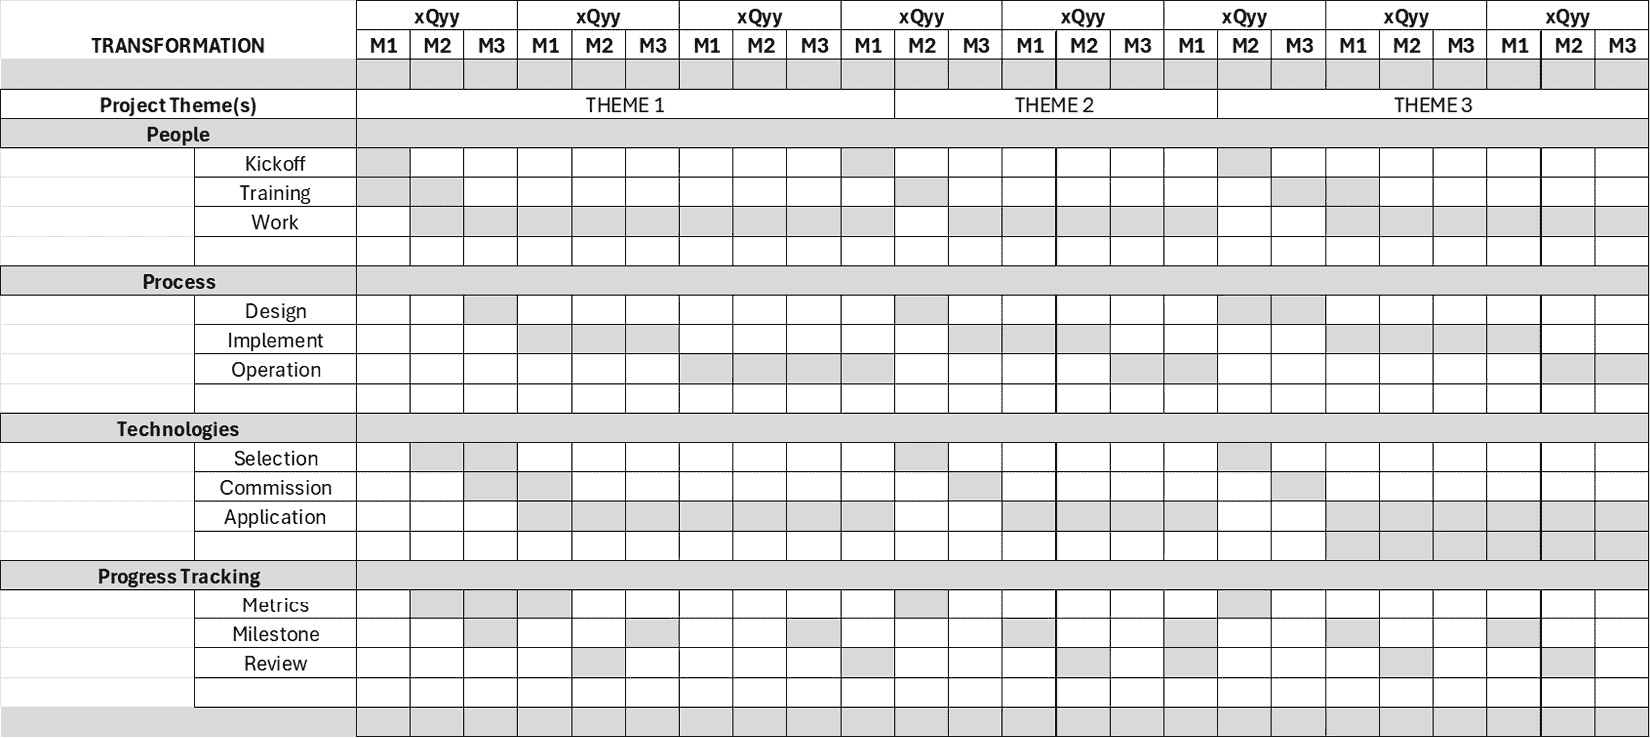 xQyy xQyy xQyy xQyy xQyy xQyy xQyy xQyy
TRANSFORMATION M1 M2 M3 M1 M2 M3 M1 M2 M3 M1 M2 M3 M1 M2 M3 M1 M2 M3 M1 M2 M3 M1 M2 M3
Project Theme(s) THEME 1 THEME 2 THEME 3
People
Kickoff
Training
Work
Process
Design
Implement
Operation
Technologies
Selection
Commission
Application
Progress Tracking
Metrics
Milestone
Review